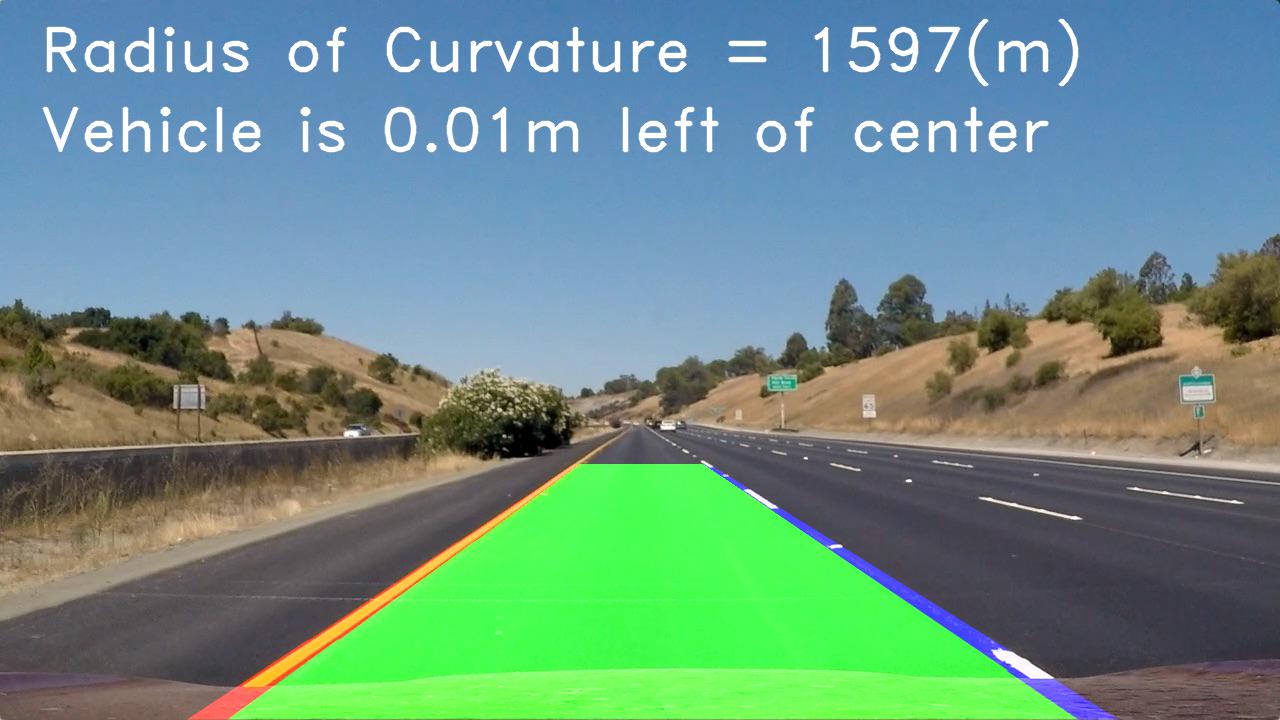 Radius of Curvature = 1597(m)
Vehicle is 0.01m left of center